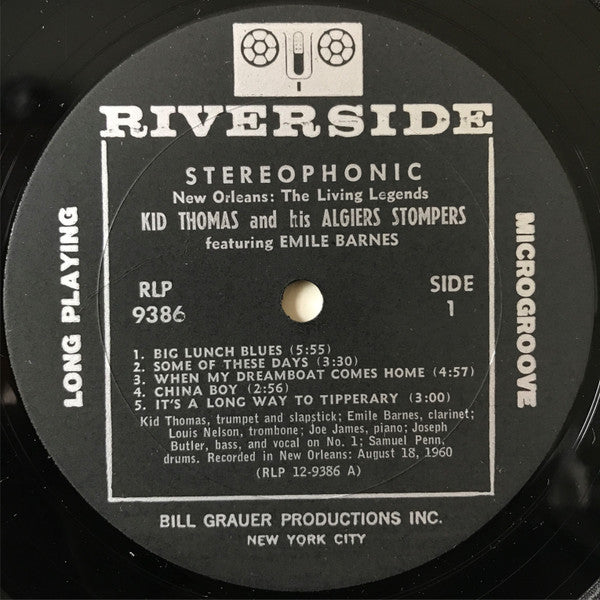 RIVERSIDE
STEREOPHONIC
New Orleans: The Living Legends
KID THOMAS and his ALGIERS STOMPERS
featuring EMILE BARNES
LONG PLAYING
MICROGROOVE
RLP
9386
SIDE
1
1. BIG LUNCH BLUES (5:55)
2. SOME OF THESE DAYS (3:30)
3. WHEN MY DREAMBOAT COMES HOME (4:57)
4. CHINA BOY (2:56)
5. IT'S A LONG WAY TO TIPPERARY (3:00)
Kid Thomas, trumpet and slapstick; Emile Barnes, clarinet;
Louis Nelson, trombone; Joe James, piano; Joseph
Butler, bass, and vocal on No. 1; Samuel Penn,
drums. Recorded in New Orleans: August 18, 1960
(RLP 12-9386 A)
BILL GRAUER PRODUCTIONS INC.
NEW YORK CITY